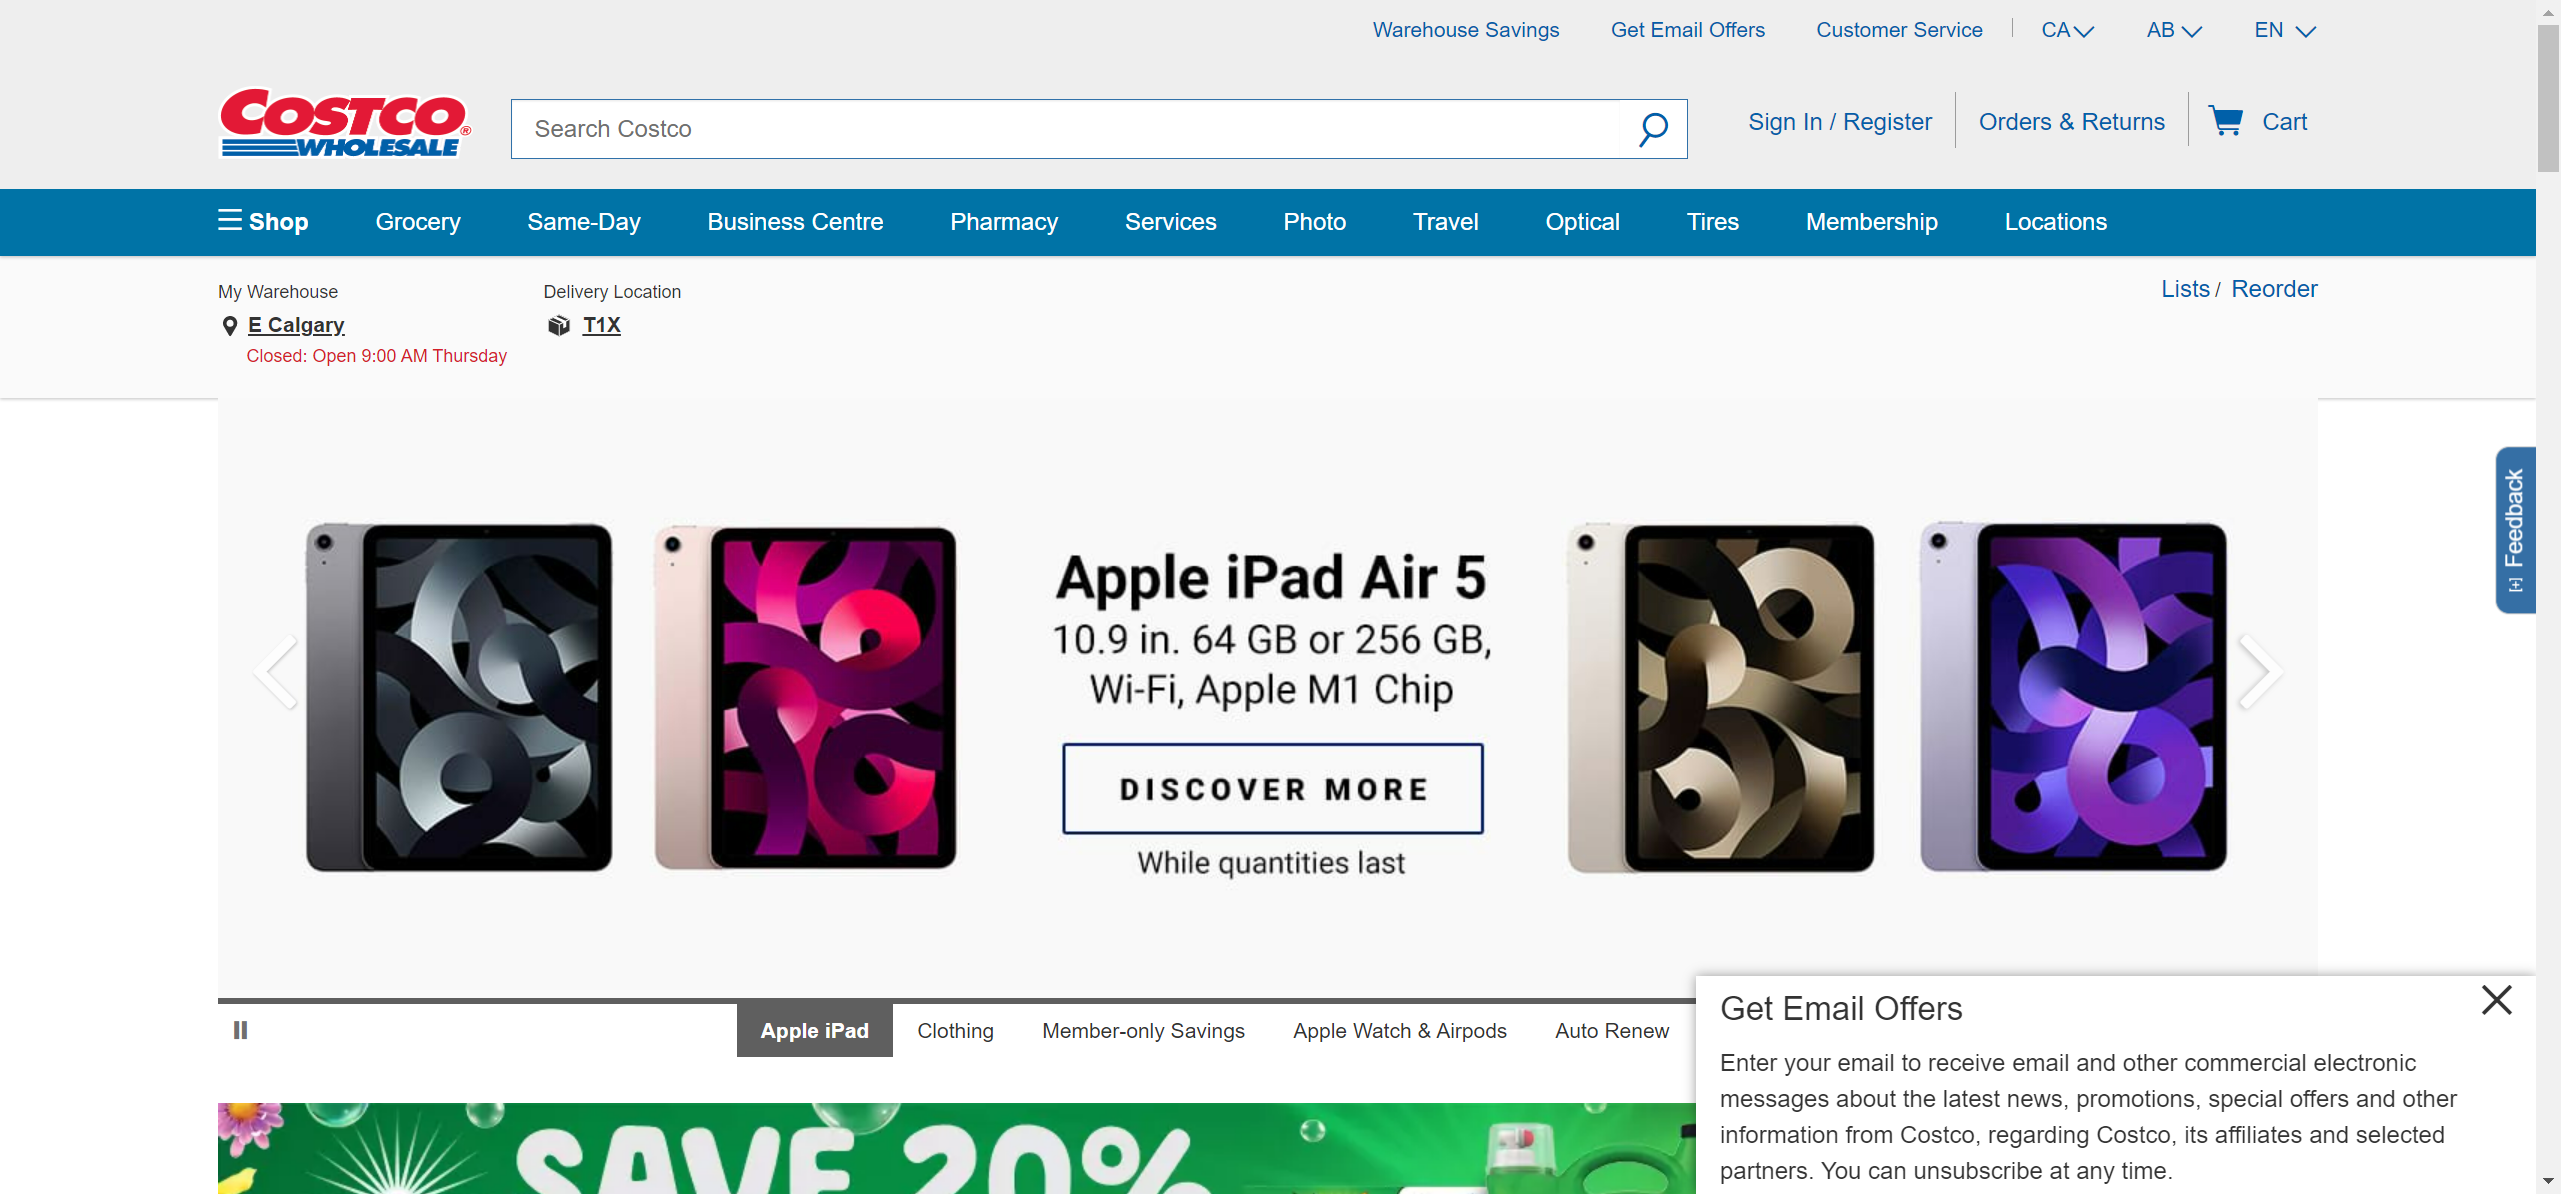 Warehouse Savings Get Email Offers Customer Service CA AB EN
COSTCO WHOLESALE
Search Costco
Sign In / Register Orders & Returns Cart
Shop Grocery Same-Day Business Centre Pharmacy Services Photo Travel Optical Tires Membership Locations
My Warehouse
E Calgary
Closed: Open 9:00 AM Thursday
Delivery Location
T1X
Lists / Reorder
Apple iPad Air 5
10.9 in. 64 GB or 256 GB,
Wi-Fi, Apple M1 Chip
DISCOVER MORE
While quantities last
[+] Feedback
Apple iPad Clothing Member-only Savings Apple Watch & Airpods Auto Renew
SAVE 20%
Get Email Offers
Enter your email to receive email and other commercial electronic
messages about the latest news, promotions, special offers and other
information from Costco, regarding Costco, its affiliates and selected
partners. You can unsubscribe at any time.